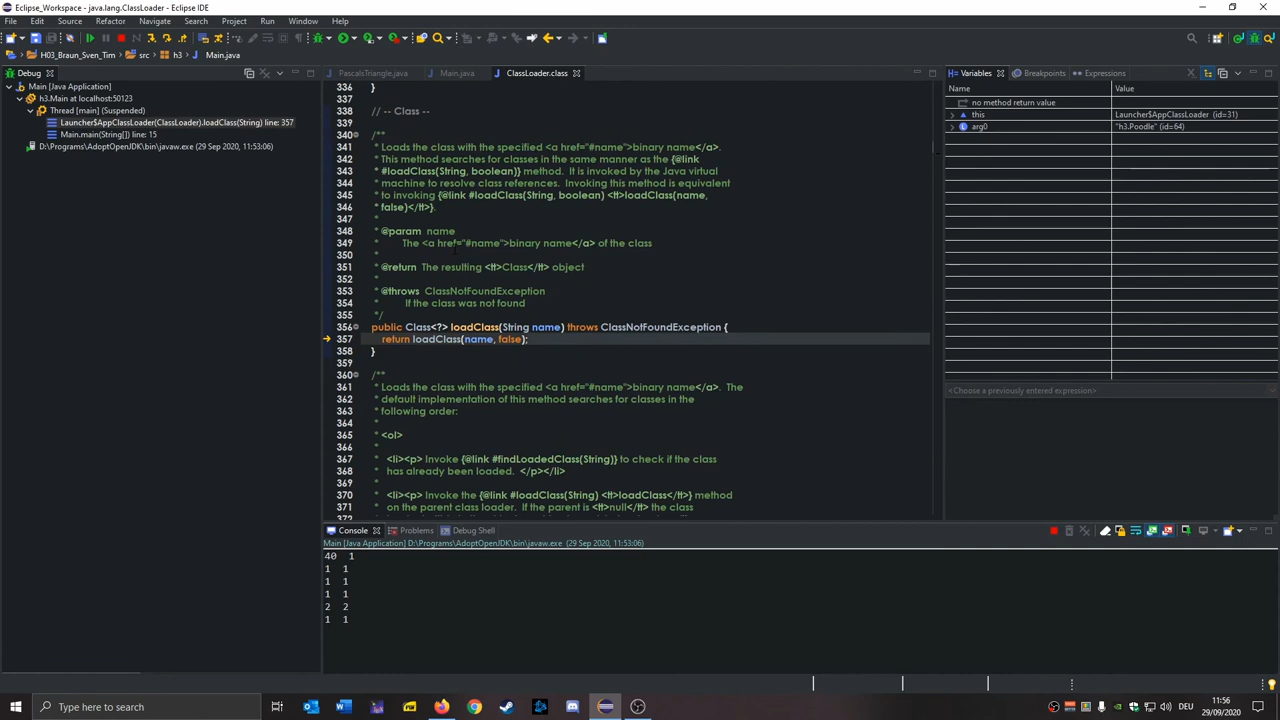 Eclipse_Workspace - java.lang.ClassLoader - Eclipse IDE
File Edit Source Refactor Navigate Search Project Run Window Help
H03_Braun_Sven_Tim src h3 Main.java
Debug
Main [Java Application]
h3.Main at localhost:50123
Thread [main] (Suspended)
Launcher$AppClassLoader(ClassLoader).loadClass(String) line: 357
Main.main(String[]) line: 15
D:\Programs\AdoptOpenJDK\bin\javaw.exe (29 Sep 2020, 11:53:06)
PascalsTriangle.java Main.java ClassLoader.class
336 }
337
338 // -- Class --
339
340 /**
341 * Loads the class with the specified <a href="#name">binary name</a>.
342 * This method searches for classes in the same manner as the {@link
343 * #loadClass(String, boolean)} method. It is invoked by the Java virtual
344 * machine to resolve class references. Invoking this method is equivalent
345 * to invoking {@link #loadClass(String, boolean) <tt>loadClass(name,
346 * false)</tt>}.
347 *
348 * @param name
349 * The <a href="#name">binary name</a> of the class
350 *
351 * @return The resulting <tt>Class</tt> object
352 *
353 * @throws ClassNotFoundException
354 * If the class was not found
355 */
356 public Class<?> loadClass(String name) throws ClassNotFoundException {
357 return loadClass(name, false);
358 }
359
360 /**
361 * Loads the class with the specified <a href="#name">binary name</a>. The
362 * default implementation of this method searches for classes in the
363 * following order:
364 *
365 * <ol>
366 *
367 * <li><p> Invoke {@link #findLoadedClass(String)} to check if the class
368 * has already been loaded. </p></li>
369 *
370 * <li><p> Invoke the {@link #loadClass(String) <tt>loadClass</tt>} method
371 * on the parent class loader. If the parent is <tt>null</tt> the class
372
Variables Breakpoints Expressions
Name Value
no method return value
this Launcher$AppClassLoader (id=31)
arg0 "h3.Poodle" (id=64)
<Choose a previously entered expression>
Console Problems Debug Shell
Main [Java Application] D:\Programs\AdoptOpenJDK\bin\javaw.exe (29 Sep 2020, 11:53:06)
40 1
1 1
1 1
1 1
2 2
1 1
Type here to search
DEU
11:56
29/09/2020